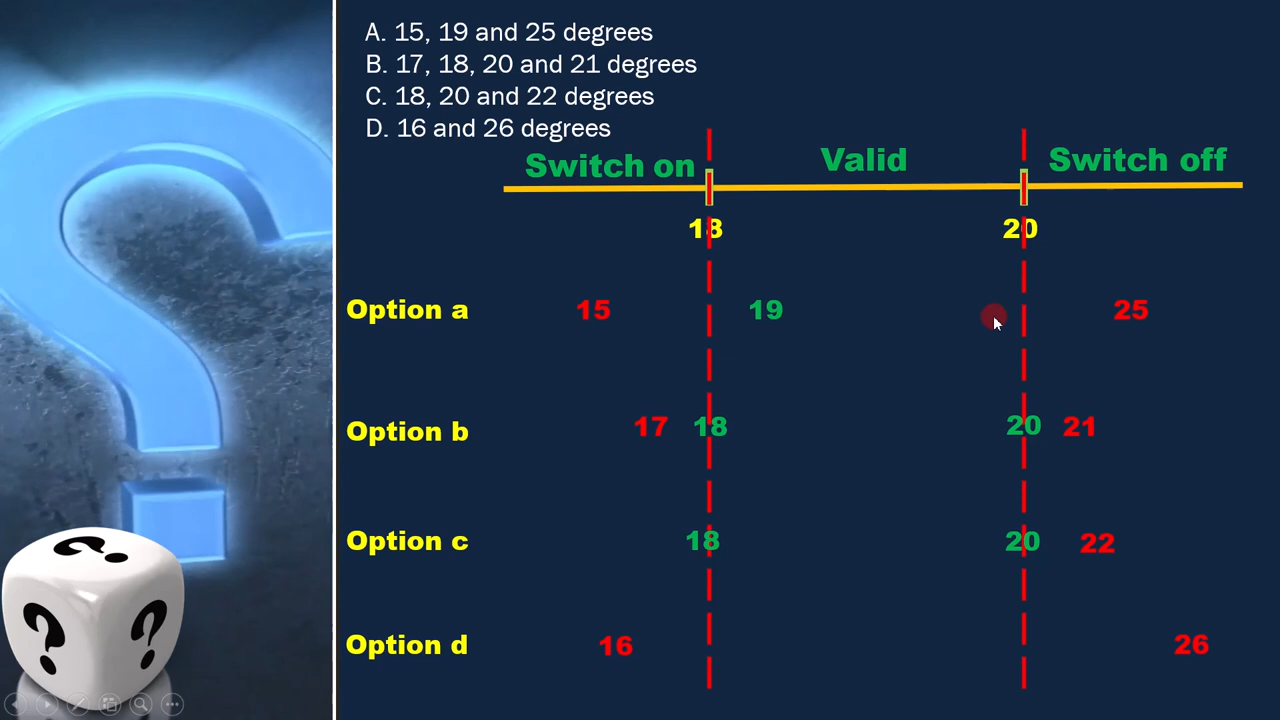 A. 15, 19 and 25 degrees
B. 17, 18, 20 and 21 degrees
C. 18, 20 and 22 degrees
D. 16 and 26 degrees
Switch on Valid Switch off
18 20
Option a 15 19 25
Option b 17 18 20 21
Option c 18 20 22
Option d 16 26
? ? ?